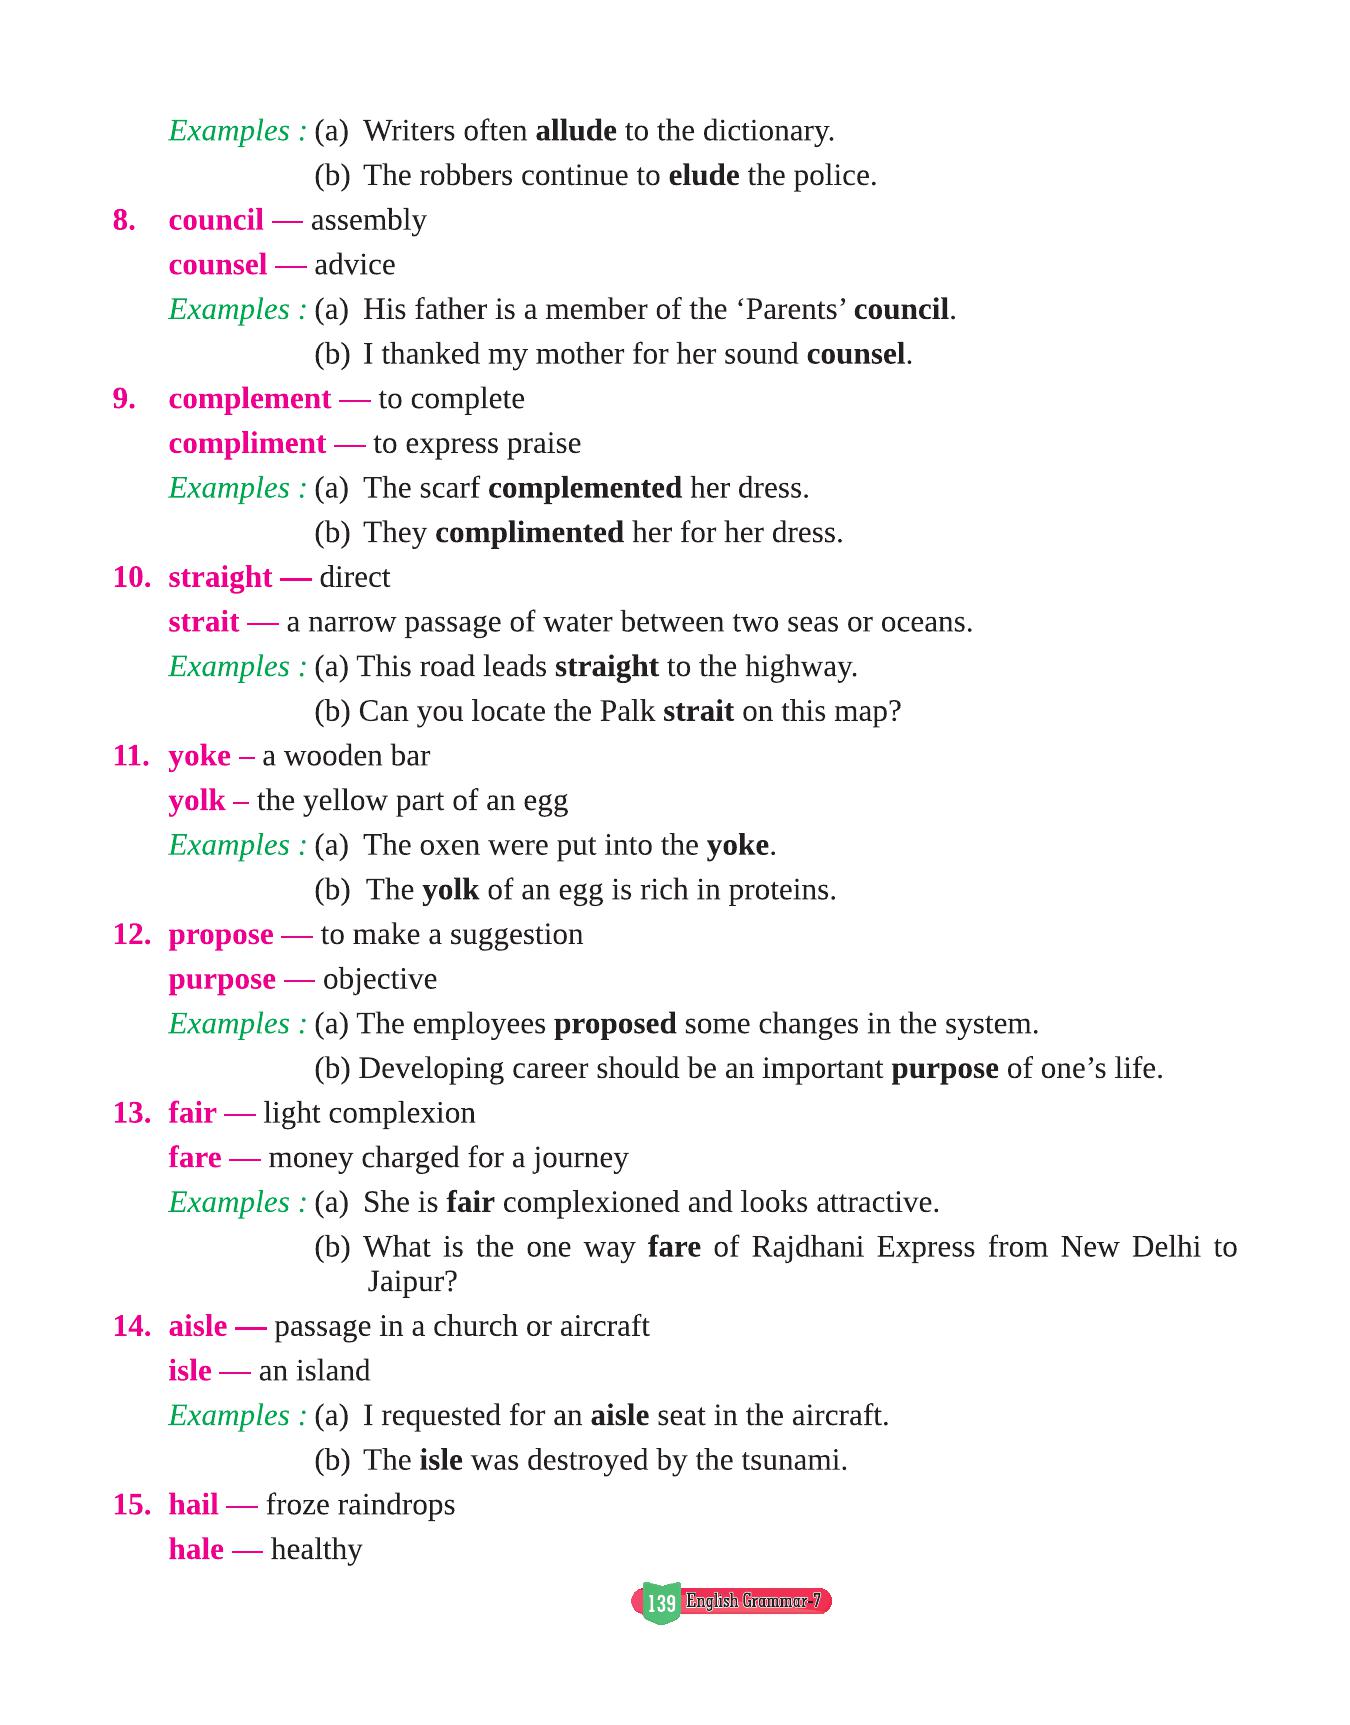 Examples : (a) Writers often allude to the dictionary.
(b) The robbers continue to elude the police.
8. council — assembly
counsel — advice
Examples : (a) His father is a member of the ‘Parents’ council.
(b) I thanked my mother for her sound counsel.
9. complement — to complete
compliment — to express praise
Examples : (a) The scarf complemented her dress.
(b) They complimented her for her dress.
10. straight — direct
strait — a narrow passage of water between two seas or oceans.
Examples : (a) This road leads straight to the highway.
(b) Can you locate the Palk strait on this map?
11. yoke – a wooden bar
yolk – the yellow part of an egg
Examples : (a) The oxen were put into the yoke.
(b) The yolk of an egg is rich in proteins.
12. propose — to make a suggestion
purpose — objective
Examples : (a) The employees proposed some changes in the system.
(b) Developing career should be an important purpose of one’s life.
13. fair — light complexion
fare — money charged for a journey
Examples : (a) She is fair complexioned and looks attractive.
(b) What is the one way fare of Rajdhani Express from New Delhi to
Jaipur?
14. aisle — passage in a church or aircraft
isle — an island
Examples : (a) I requested for an aisle seat in the aircraft.
(b) The isle was destroyed by the tsunami.
15. hail — froze raindrops
hale — healthy
139 English Grammar-7